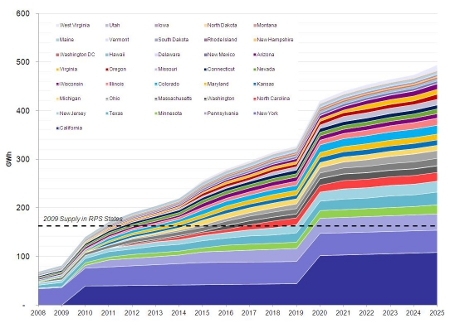 600
500
400
300
200
100
-
GWh
West Virginia Utah Iowa North Dakota Montana
Maine Vermont South Dakota Rhode Island New Hampshire
Washington DC Hawaii Delaware New Mexico Arizona
Virginia Oregon Missouri Connecticut Nevada
Wisconsin Illinois Colorado Maryland Kansas
Michigan Ohio Massachusetts Washington North Carolina
New Jersey Texas Minnesota Pennsylvania New York
California
2009 Supply in RPS States
2008 2009 2010 2011 2012 2013 2014 2015 2016 2017 2018 2019 2020 2021 2022 2023 2024 2025